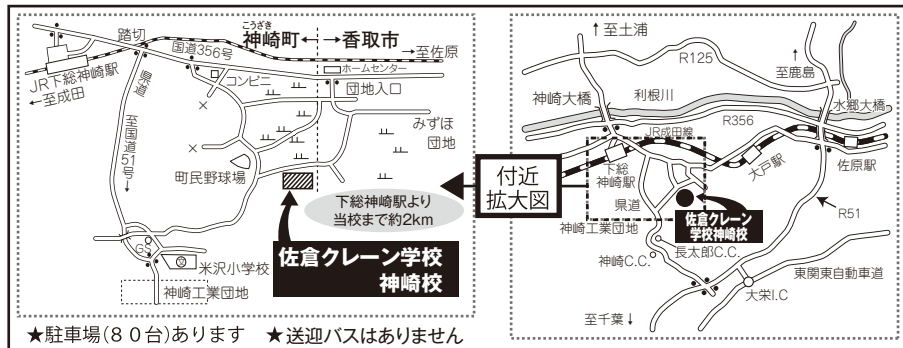 踏切
国道356号
こうざき
神崎町 ←→ 香取市
→至佐原
JR下総神崎駅
←至成田
県道
コンビニ
ホームセンター
団地入口
みずほ
団地
至国道51号→
町民野球場
下総神崎駅より
当校まで約2km
佐倉クレーン学校
神崎校
GS
文
米沢小学校
神崎工業団地
★駐車場(８０台)あります ★送迎バスはありません
付近
拡大図
↑至土浦
R125
↑
至鹿島
神崎大橋
利根川
水郷大橋
R356
JR成田線
下総
神崎駅
大戸駅
佐原駅
県道
佐倉クレーン
学校神崎校
R51
神崎工業団地
長太郎C.C.
神崎C.C.
東関東自動車道
大栄I.C
至千葉↓